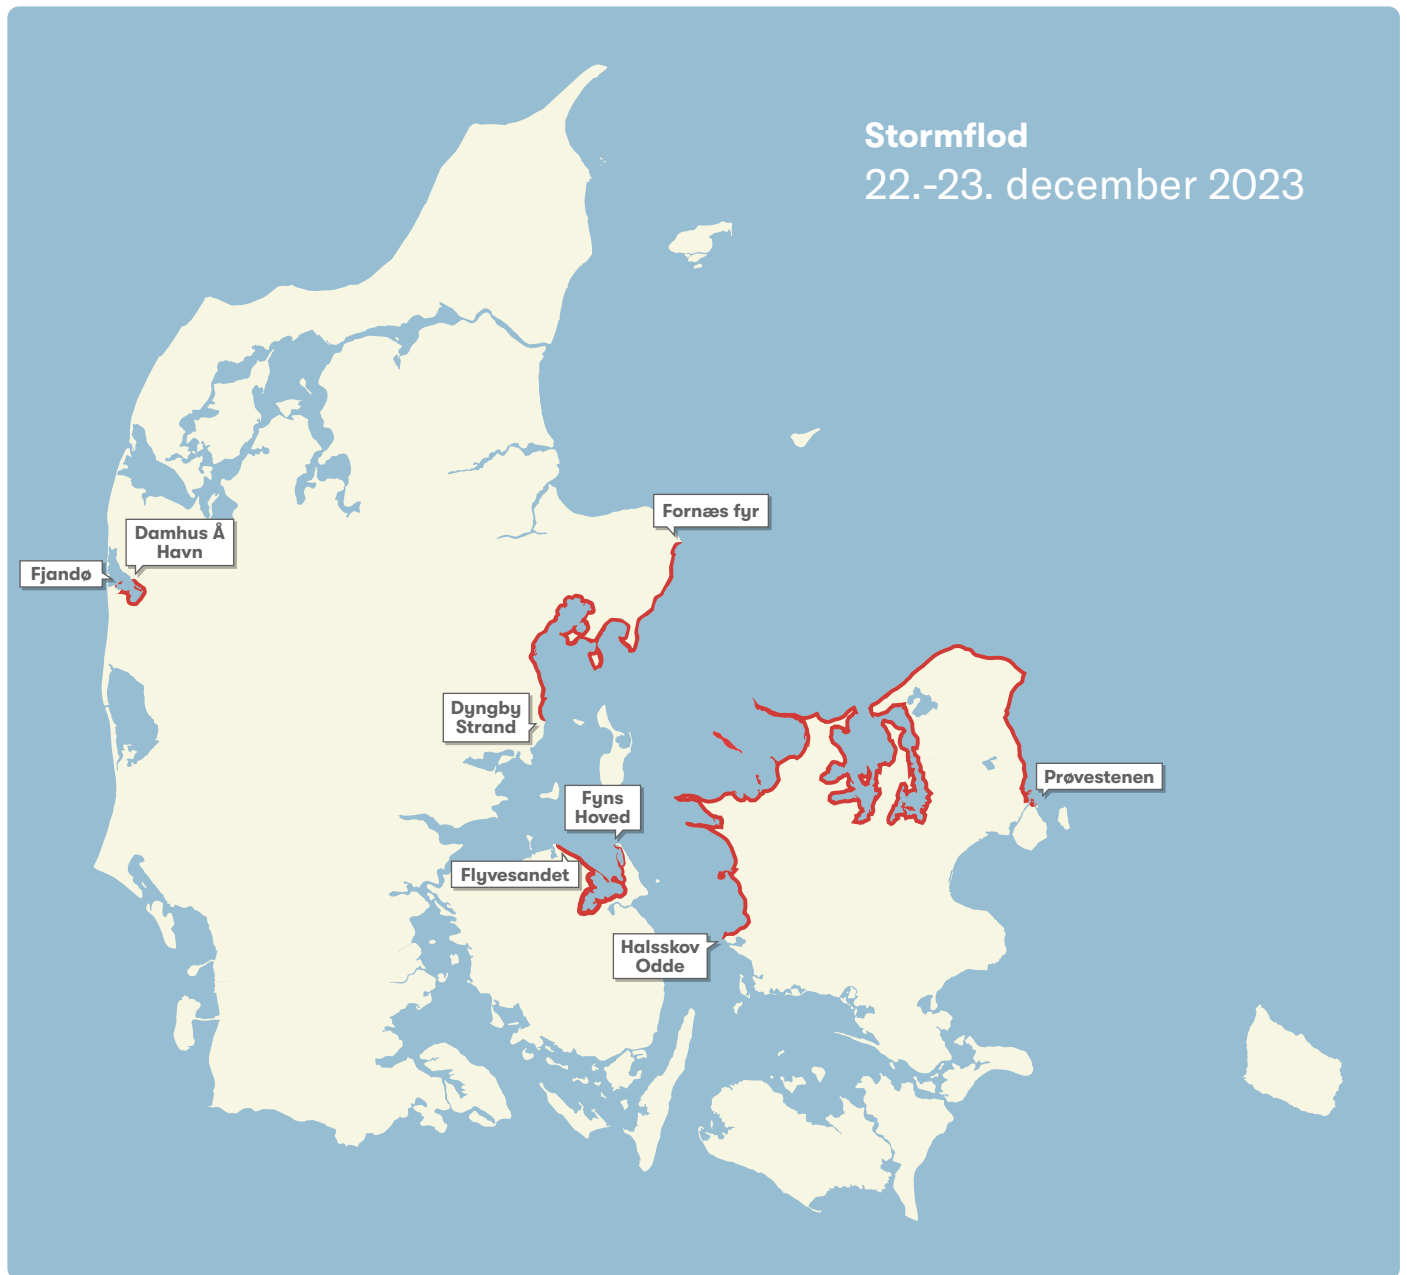 Stormflod
22.-23. december 2023
Fornæs fyr
Damhus Å
Havn
Fjandø
Dyngby
Strand
Prøvestenen
Fyns
Hoved
Flyvesandet
Halsskov
Odde